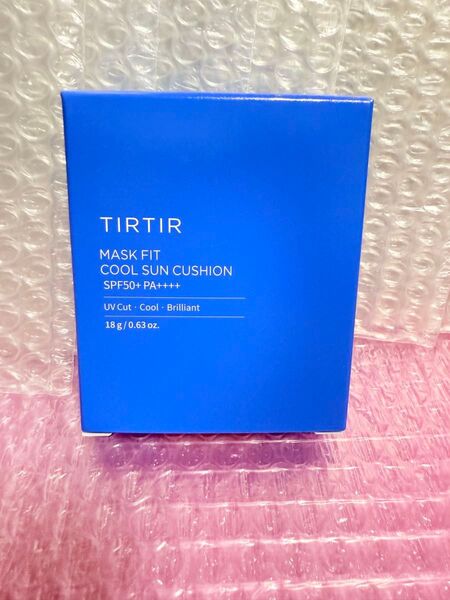 TIRTIR
MASK FIT
COOL SUN CUSHION
SPF50+ PA++++
UV Cut · Cool · Brilliant
18 g / 0.63 oz.